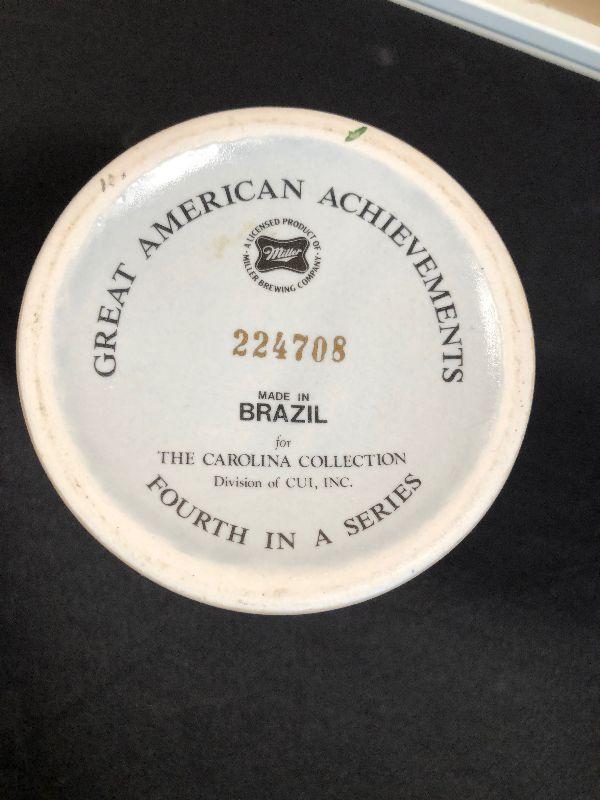 GREAT AMERICAN ACHIEVEMENTS
· A LICENSED PRODUCT OF ·
Miller
MILLER BREWING COMPANY
224708
MADE IN
BRAZIL
for
THE CAROLINA COLLECTION
Division of CUI, INC.
FOURTH IN A SERIES